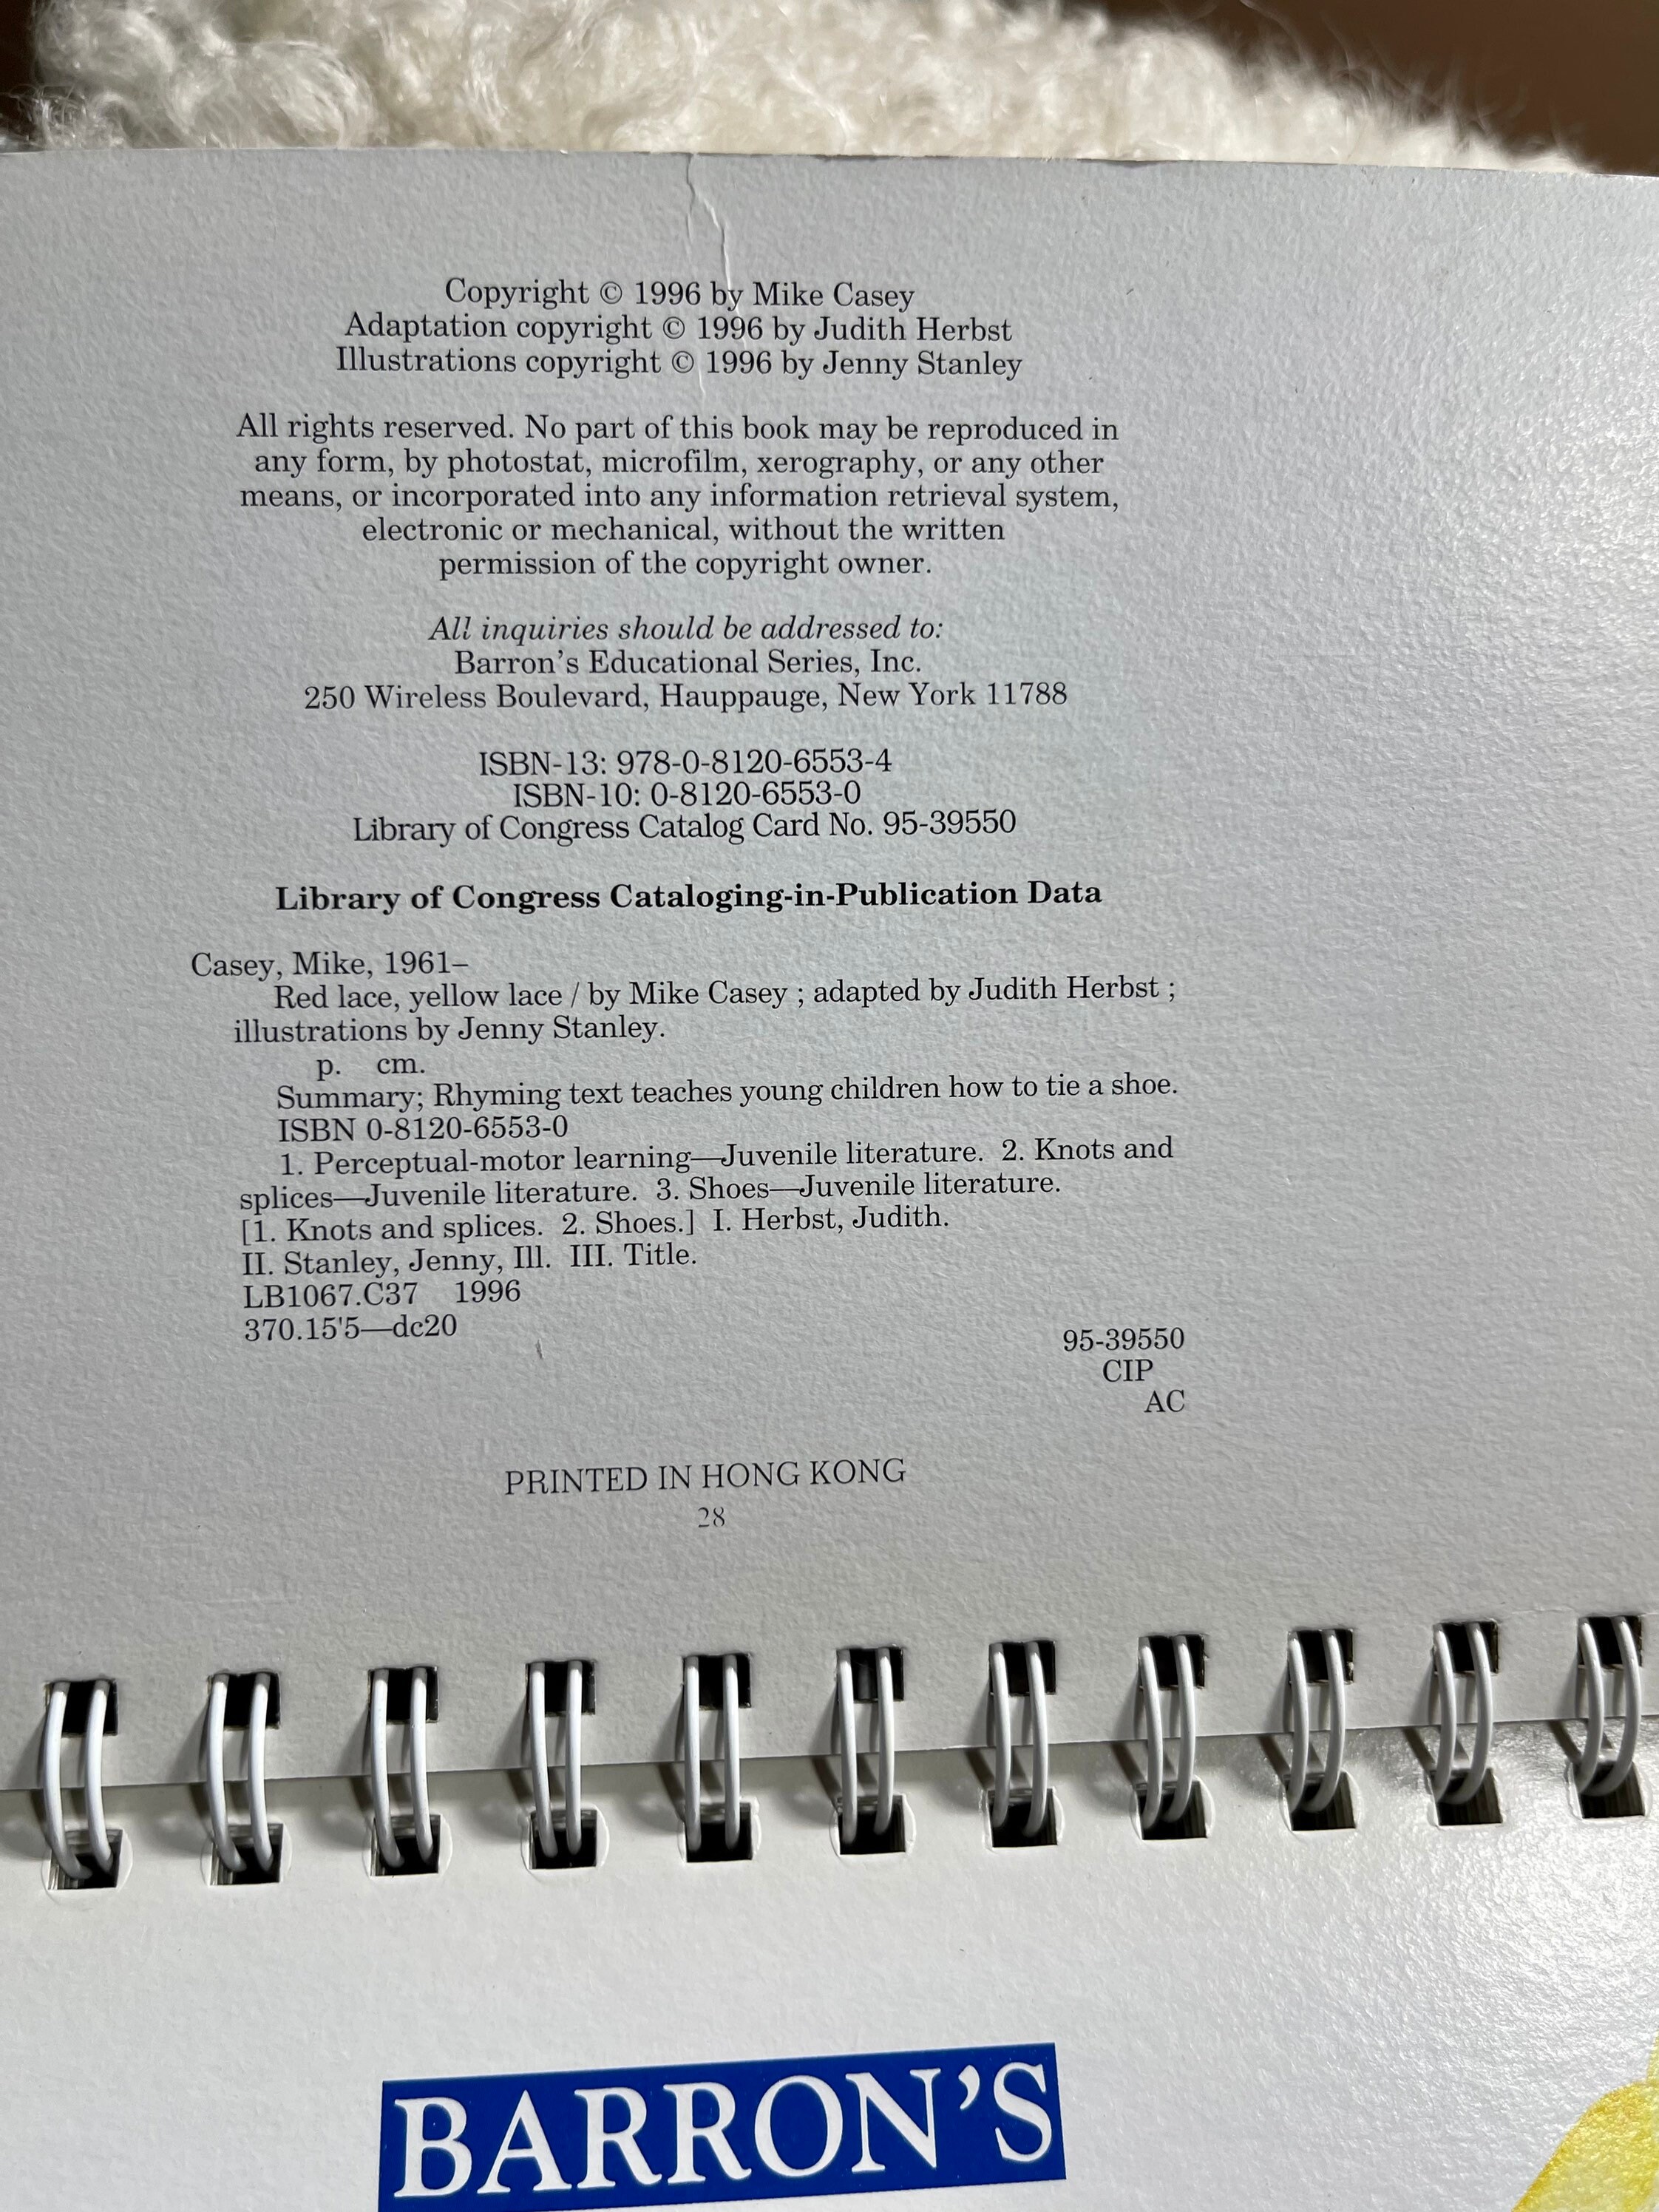 Copyright © 1996 by Mike Casey
Adaptation copyright © 1996 by Judith Herbst
Illustrations copyright © 1996 by Jenny Stanley
All rights reserved. No part of this book may be reproduced in
any form, by photostat, microfilm, xerography, or any other
means, or incorporated into any information retrieval system,
electronic or mechanical, without the written
permission of the copyright owner.
All inquiries should be addressed to:
Barron's Educational Series, Inc.
250 Wireless Boulevard, Hauppauge, New York 11788
ISBN-13: 978-0-8120-6553-4
ISBN-10: 0-8120-6553-0
Library of Congress Catalog Card No. 95-39550
Library of Congress Cataloging-in-Publication Data
Casey, Mike, 1961–
Red lace, yellow lace / by Mike Casey ; adapted by Judith Herbst ;
illustrations by Jenny Stanley.
p. cm.
Summary; Rhyming text teaches young children how to tie a shoe.
ISBN 0-8120-6553-0
1. Perceptual-motor learning—Juvenile literature. 2. Knots and
splices—Juvenile literature. 3. Shoes—Juvenile literature.
[1. Knots and splices. 2. Shoes.] I. Herbst, Judith.
II. Stanley, Jenny, Ill. III. Title.
LB1067.C37 1996
370.15'5—dc20
95-39550
CIP
AC
PRINTED IN HONG KONG
28
BARRON'S